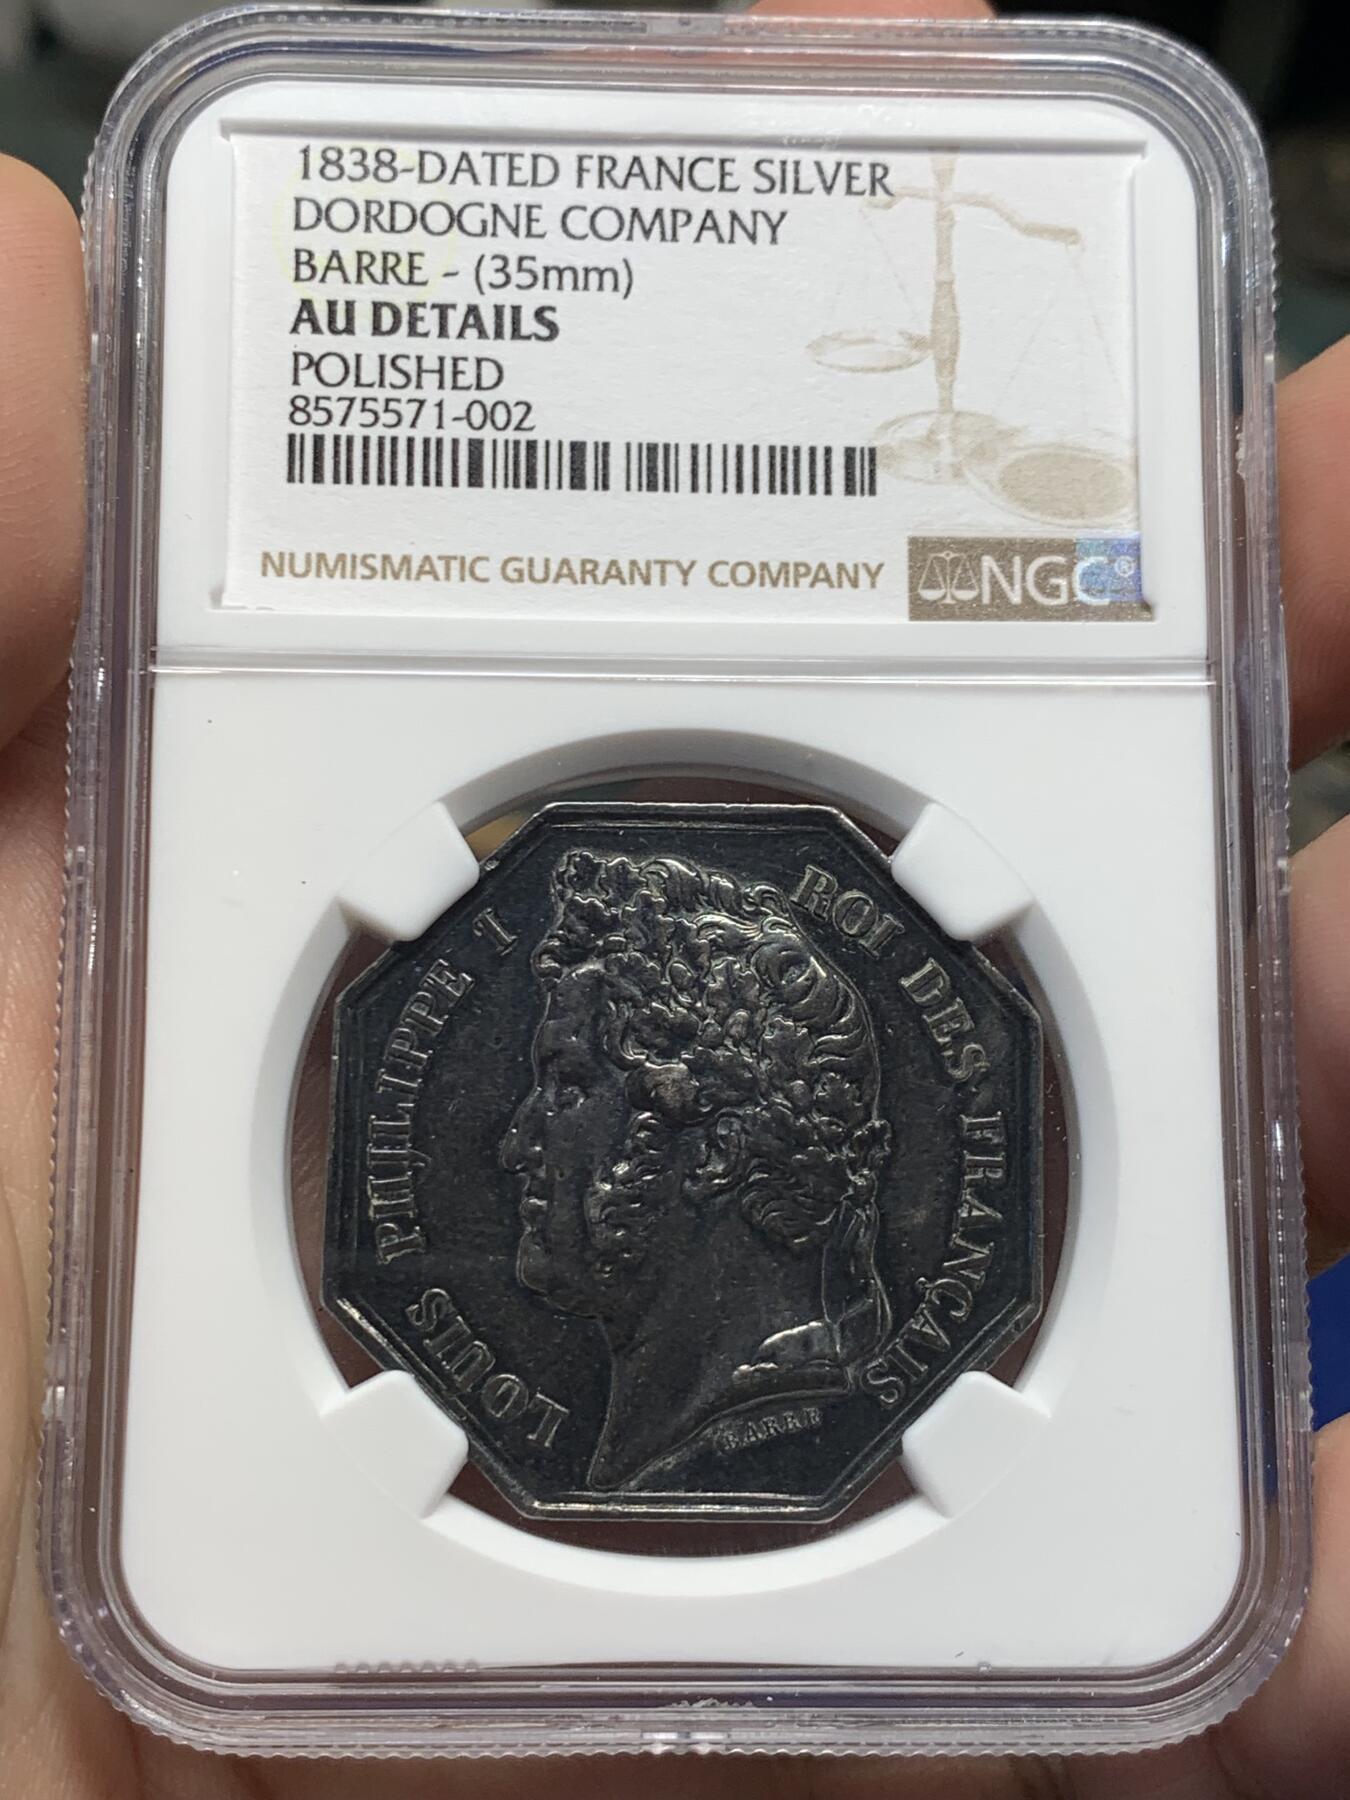 1838-DATED FRANCE SILVER
DORDOGNE COMPANY
BARRE - (35mm)
AU DETAILS
POLISHED
8575571-002
NUMISMATIC GUARANTY COMPANY
NGC®
LOUIS PHILIPPE I
ROI DES FRANÇAIS
BARRE